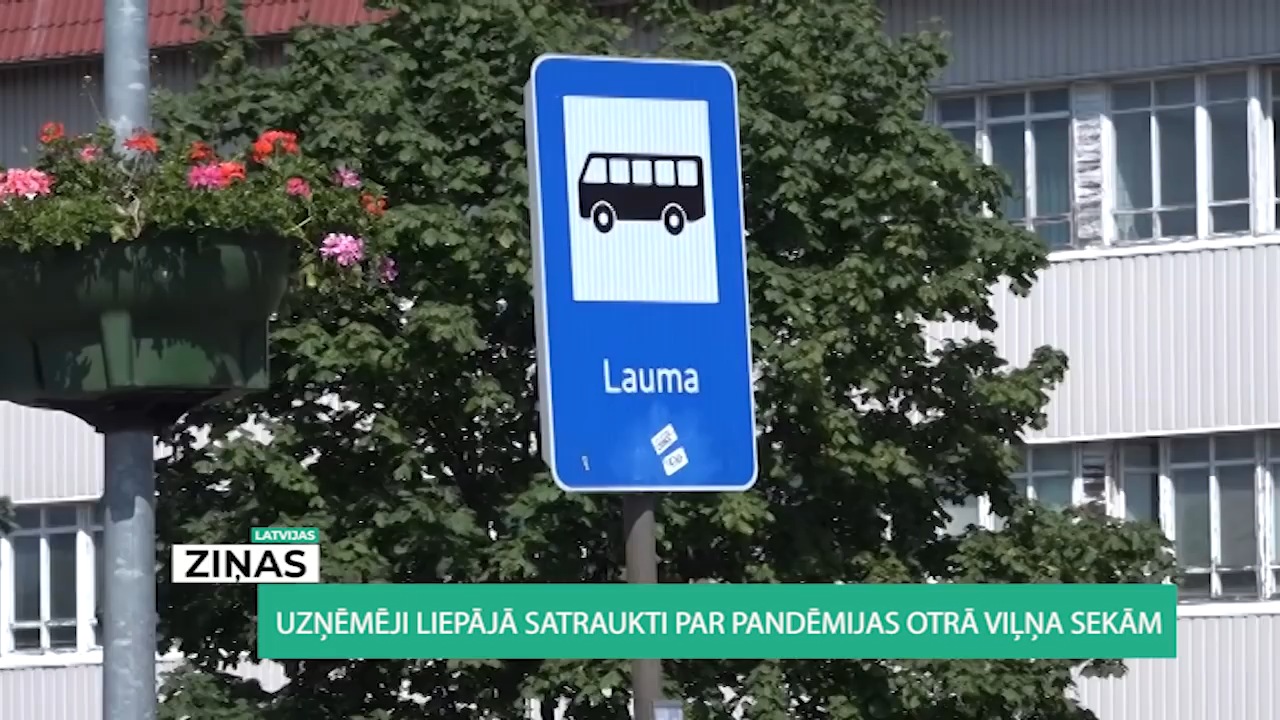 Lauma
LATVIJAS
ZIŅAS
UZŅĒMĒJI LIEPĀJĀ SATRAUKTI PAR PANDĒMIJAS OTRĀ VIĻŅA SEKĀM